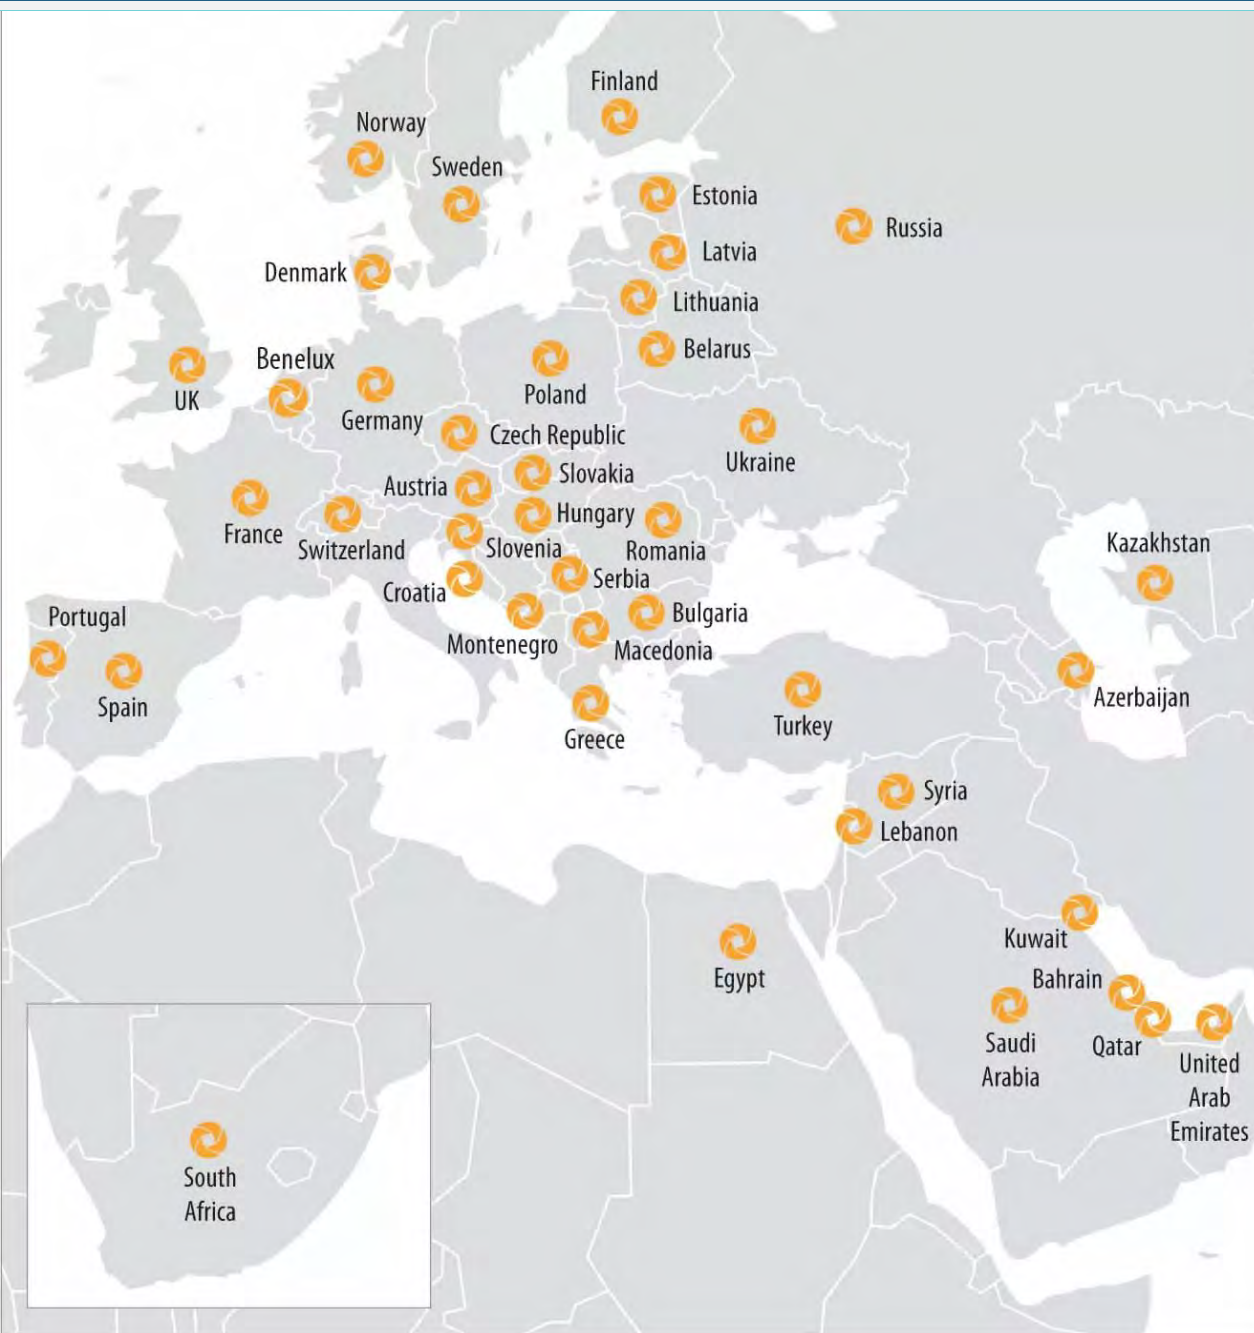 Finland
Norway
Sweden
Estonia
Russia
Latvia
Denmark
Lithuania
Belarus
Benelux
Poland
UK
Germany
Czech Republic
Ukraine
Slovakia
Austria
Hungary
France
Switzerland
Slovenia
Romania
Kazakhstan
Serbia
Croatia
Portugal
Bulgaria
Montenegro
Macedonia
Spain
Azerbaijan
Greece
Turkey
Syria
Lebanon
Kuwait
Egypt
Bahrain
Saudi
Arabia
Qatar
United
Arab
Emirates
South
Africa